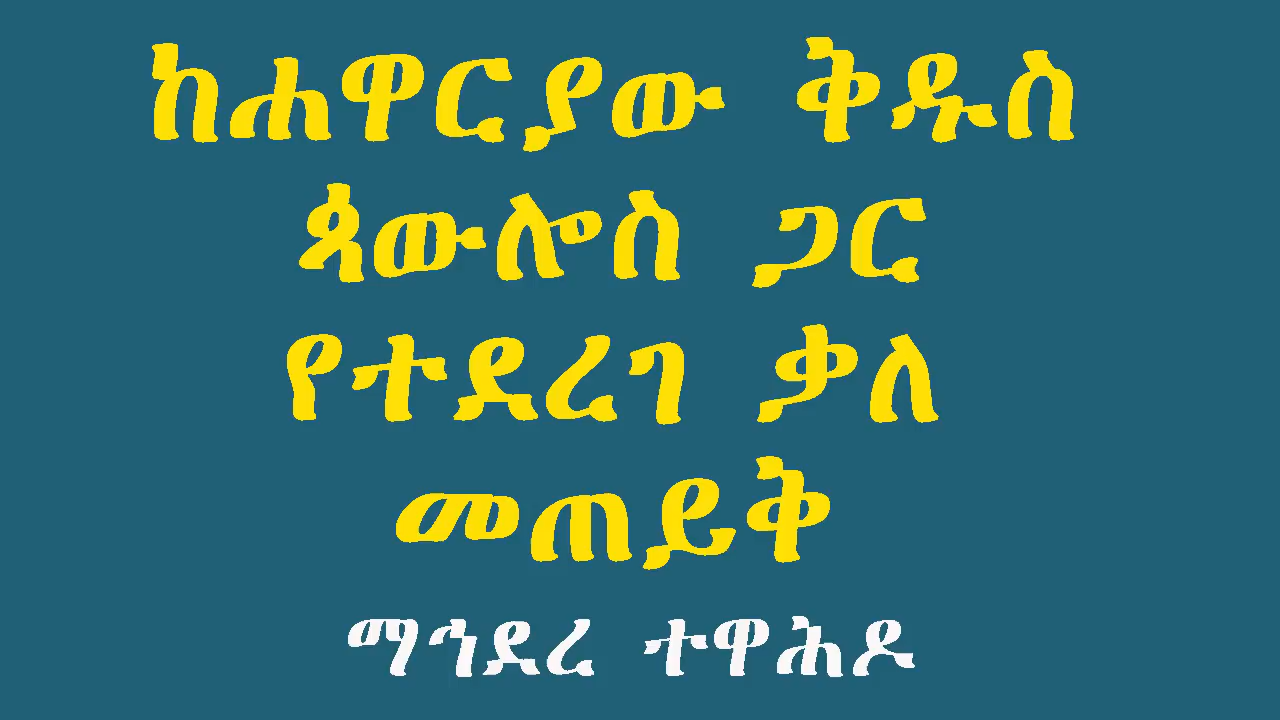 ከሐዋርያው ቅዱስ
ጳውሎስ ጋር
የተደረገ ቃለ
መጠይቅ
ማኅደረ ተዋሕዶ